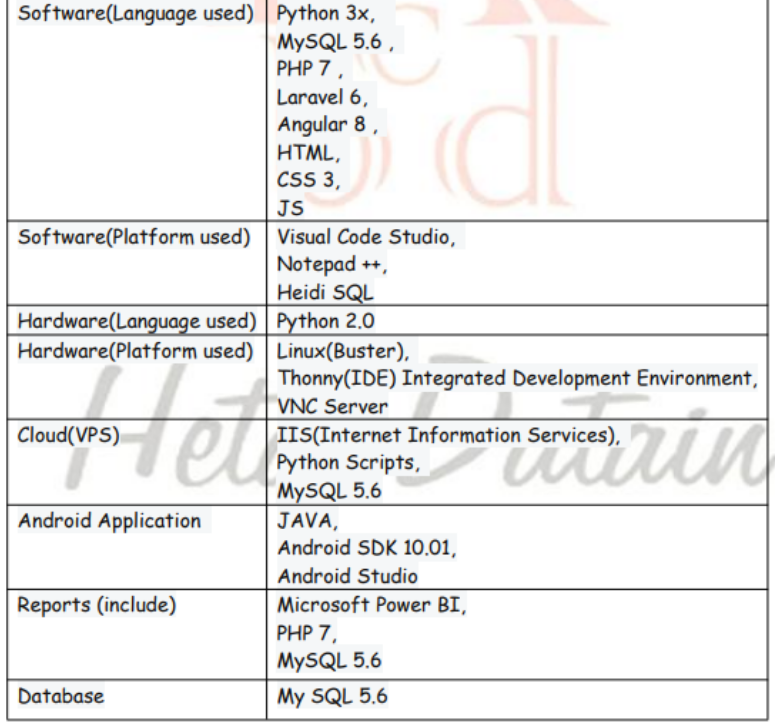 Software(Language used) Python 3x,
MySQL 5.6 ,
PHP 7 ,
Laravel 6,
Angular 8 ,
HTML,
CSS 3,
JS
Software(Platform used) Visual Code Studio,
Notepad ++,
Heidi SQL
Hardware(Language used) Python 2.0
Hardware(Platform used) Linux(Buster),
Thonny(IDE) Integrated Development Environment,
VNC Server
Cloud(VPS) IIS(Internet Information Services),
Python Scripts,
MySQL 5.6
Android Application JAVA,
Android SDK 10.01,
Android Studio
Reports (include) Microsoft Power BI,
PHP 7,
MySQL 5.6
Database My SQL 5.6